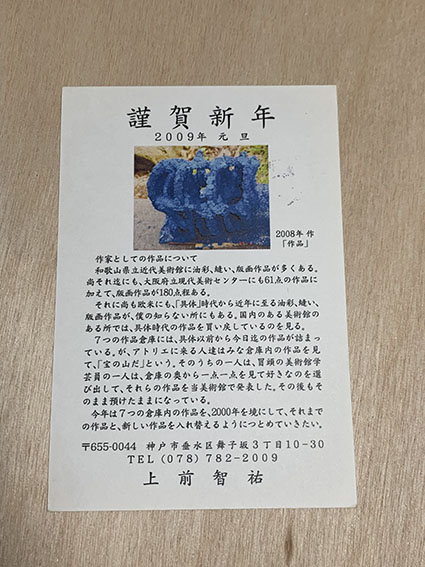 謹賀新年
2009年 元旦
2008年 作
「作品」
作家としての作品について
和歌山県立近代美術館に油彩、縫い、版画作品が多くある。
尚それ迄にも、大阪府立現代美術センターにも61点の作品に
加えて、版画作品が180点程ある。
それに尚も欧米にも、「具体」時代から近年に至る油彩、縫い、
版画作品が、僕の知らない所にもある。国内のある美術館の
ある所では、具体時代の作品を買い戻しているのを見る。
7つの作品倉庫には、具体以前から今日迄の作品が詰まっ
ている。が、アトリエに来る人達はみな倉庫内の作品を見
て、「宝の山だ」という。そのうちの一人は、冒頭の美術館学
芸員の一人は、倉庫の奥から一点一点を見て好きなのを選
び出して、それらの作品を当美術館で発表した。その後もそ
のまま預けたままになっている。
今年は7つの倉庫内の作品を、2000年を境にして、それまで
の作品と、新しい作品を入れ替えるようにつとめていきたい。
〒655-0044 神戸市垂水区舞子坂3丁目10-30
TEL (078) 782-2009
上前智祐